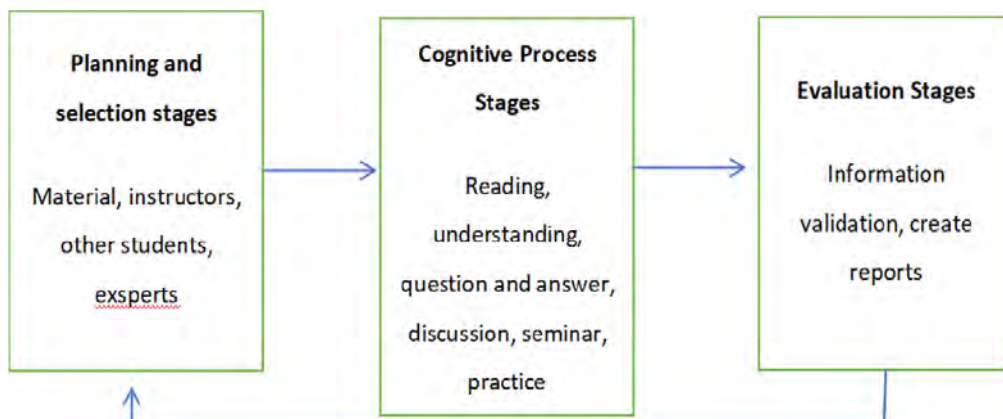 Planning and
selection stages
Material, instructors,
other students,
exsperts
Cognitive Process
Stages
Reading,
understanding,
question and answer,
discussion, seminar,
practice
Evaluation Stages
Information
validation, create
reports